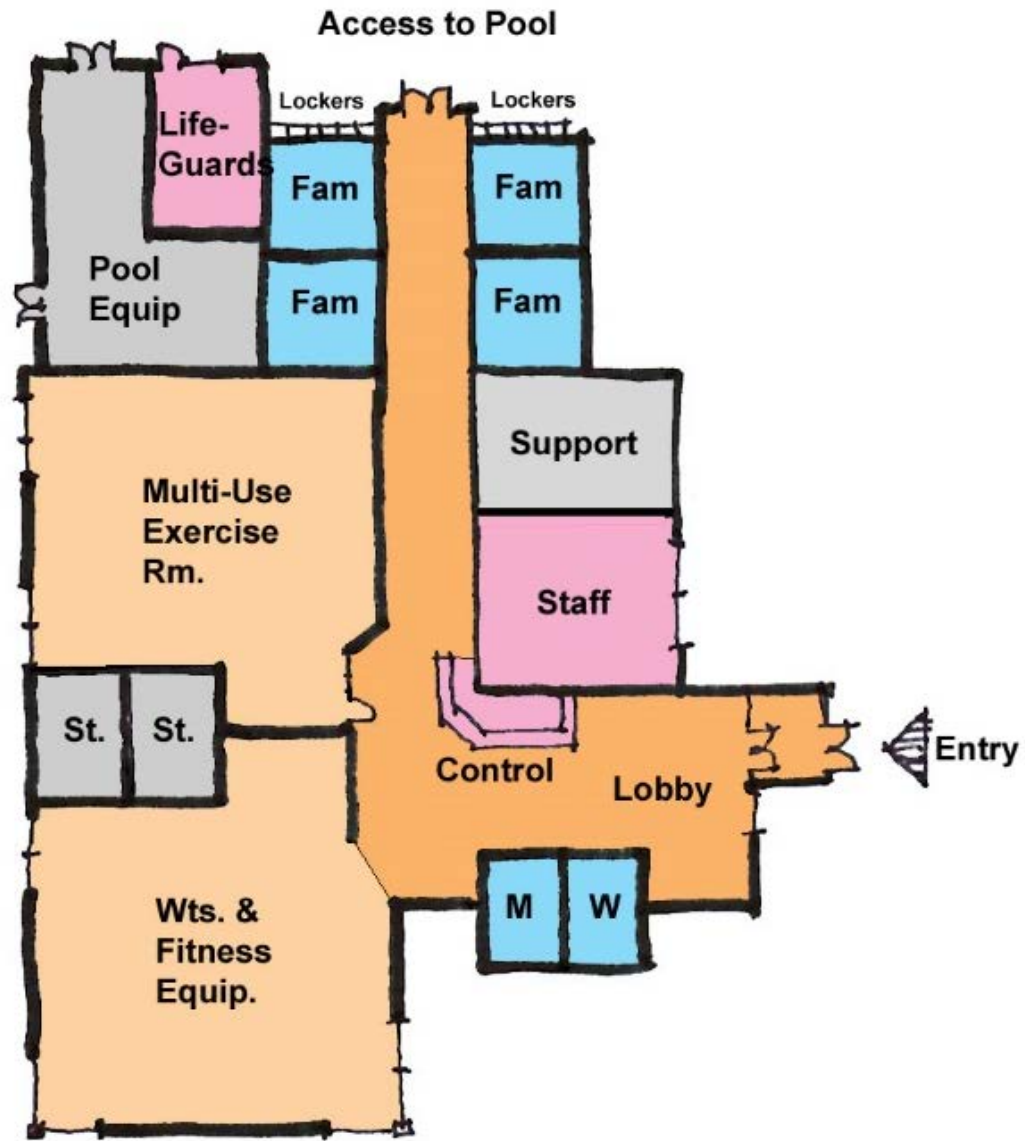 Access to Pool
Lockers
Lockers
Life-
Guards
Fam
Fam
Pool
Equip
Fam
Fam
Support
Multi-Use
Exercise
Rm.
Staff
St.
St.
Entry
Control
Lobby
M
W
Wts. &
Fitness
Equip.